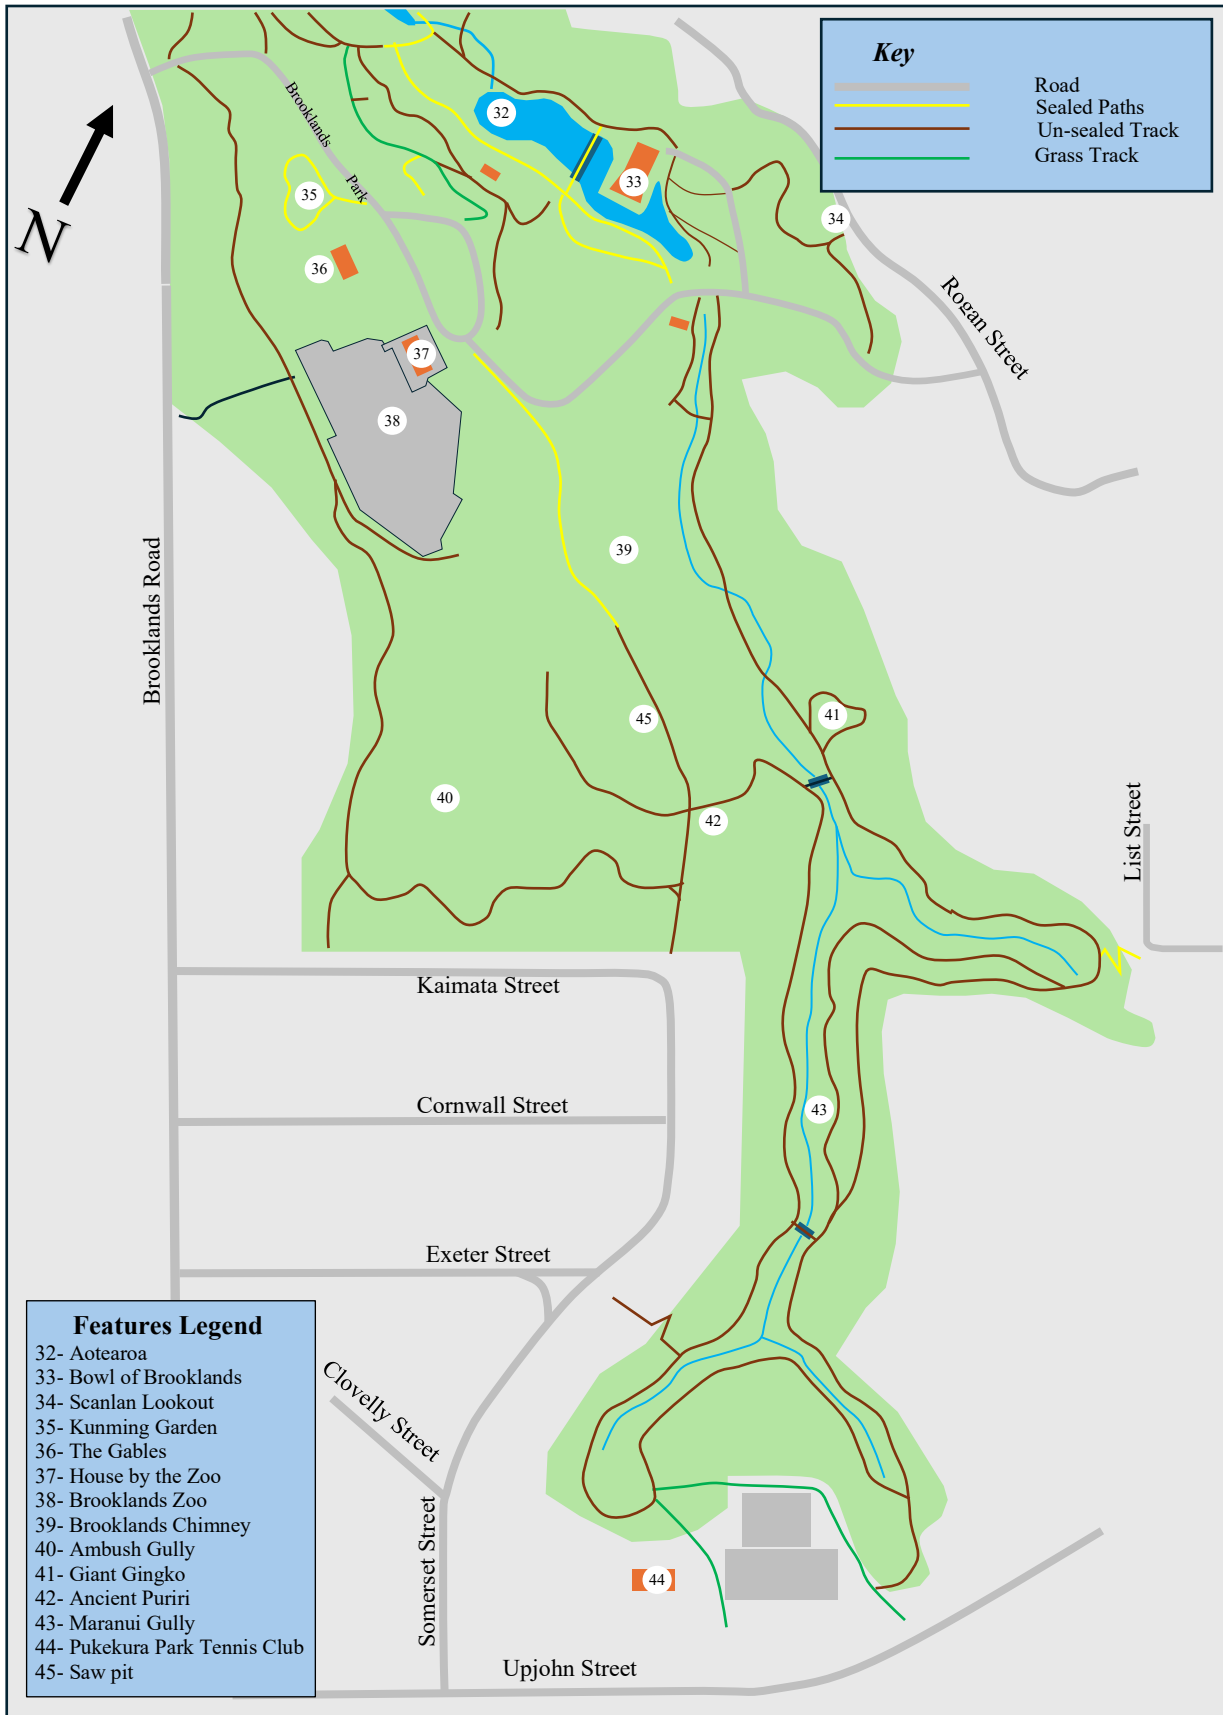 Key
Road
Sealed Paths
Un-sealed Track
Grass Track
N
Brooklands
Park
32
33
34
35
36
37
38
39
40
41
42
43
44
45
Rogan Street
Brooklands Road
List Street
Kaimata Street
Cornwall Street
Exeter Street
Clovelly Street
Somerset Street
Upjohn Street
Features Legend
32- Aotearoa
33- Bowl of Brooklands
34- Scanlan Lookout
35- Kunming Garden
36- The Gables
37- House by the Zoo
38- Brooklands Zoo
39- Brooklands Chimney
40- Ambush Gully
41- Giant Gingko
42- Ancient Puriri
43- Maranui Gully
44- Pukekura Park Tennis Club
45- Saw pit